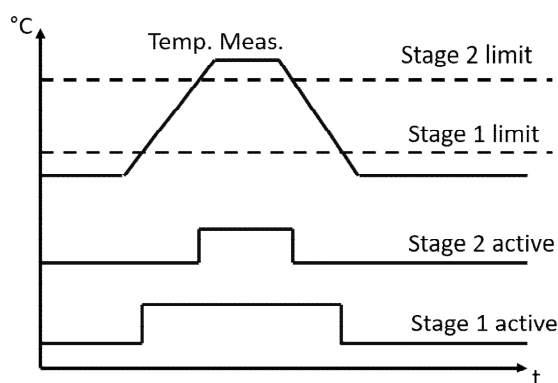 °C
Temp. Meas.
Stage 2 limit
Stage 1 limit
Stage 2 active
Stage 1 active
t